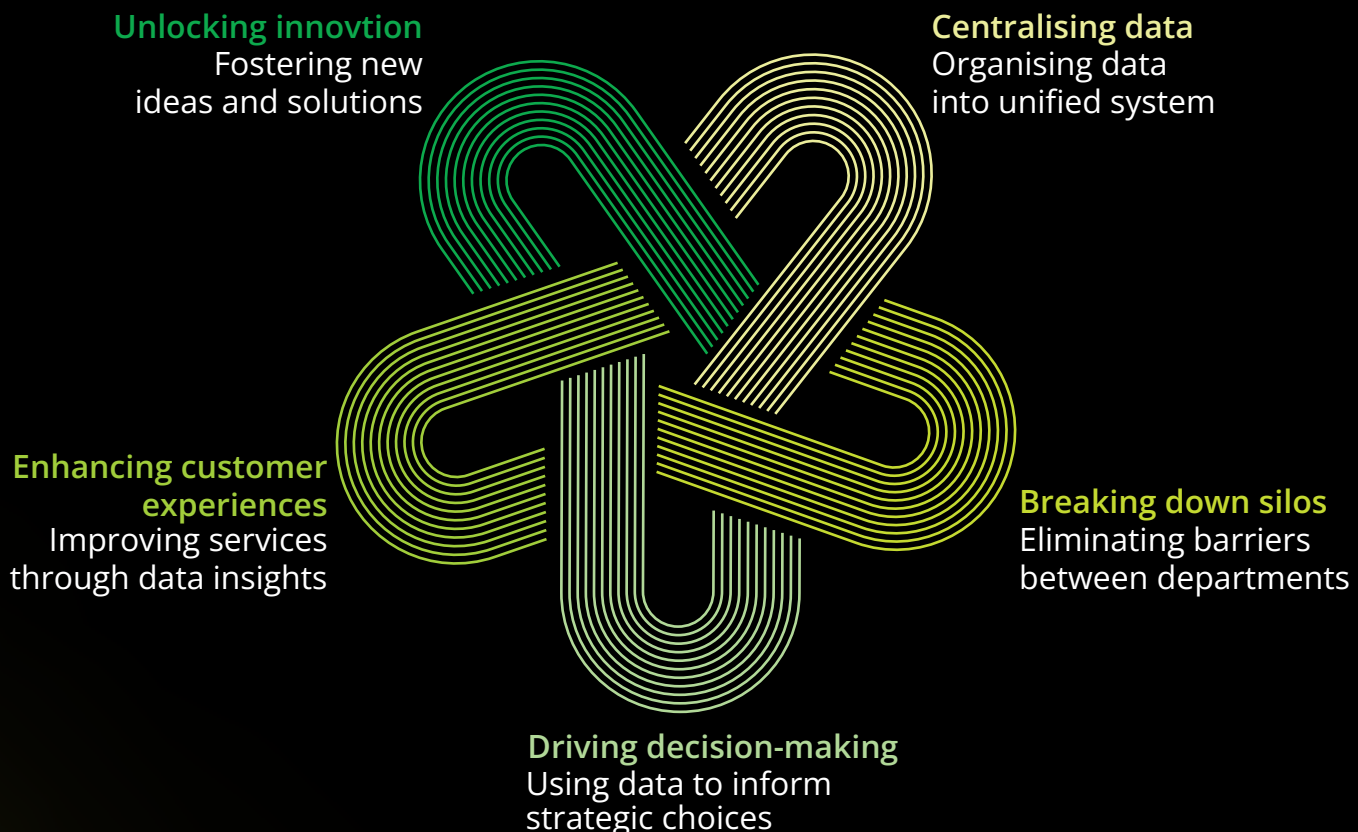 Unlocking innovtion
Fostering new
ideas and solutions
Centralising data
Organising data
into unified system
Enhancing customer
experiences
Improving services
through data insights
Breaking down silos
Eliminating barriers
between departments
Driving decision-making
Using data to inform
strategic choices